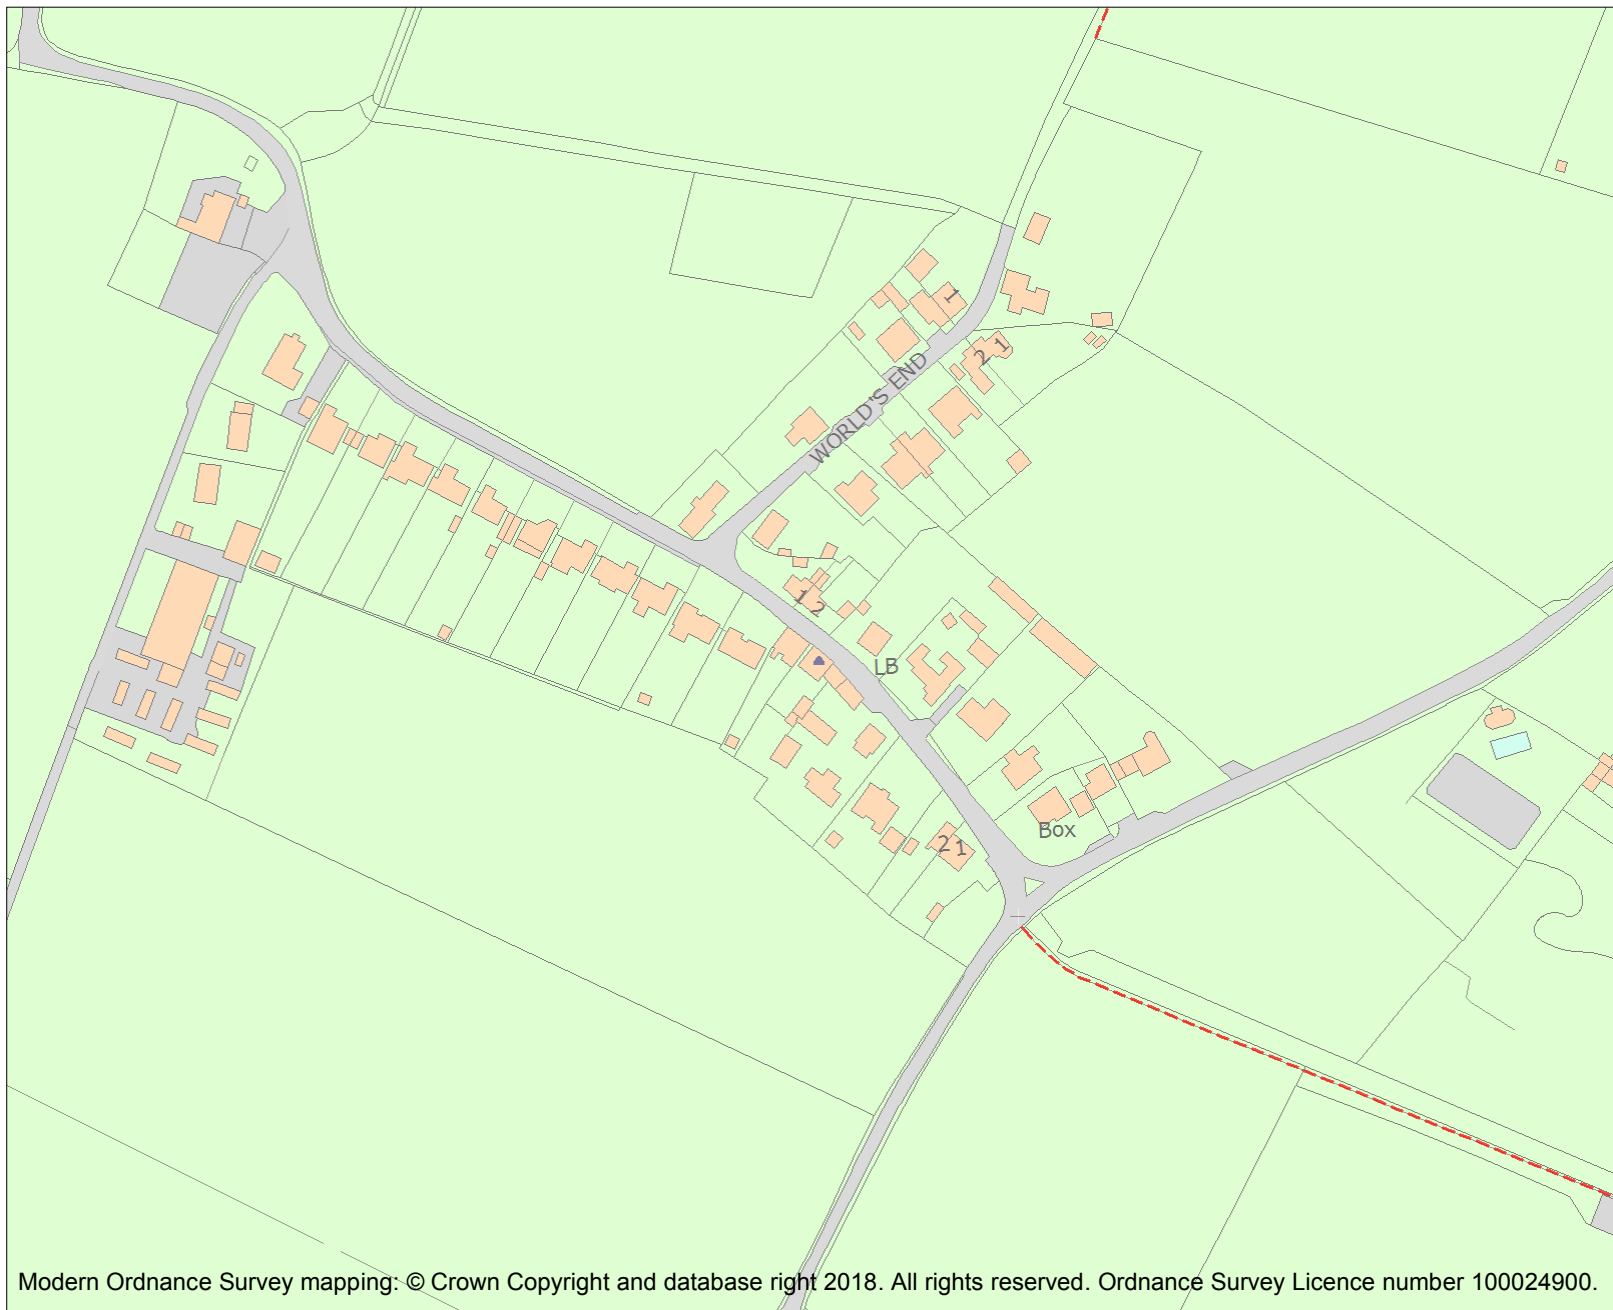 1
2 1
WORLD'S END
1 2
LB
Box
2 1
Modern Ordnance Survey mapping: © Crown Copyright and database right 2018. All rights reserved. Ordnance Survey Licence number 100024900.